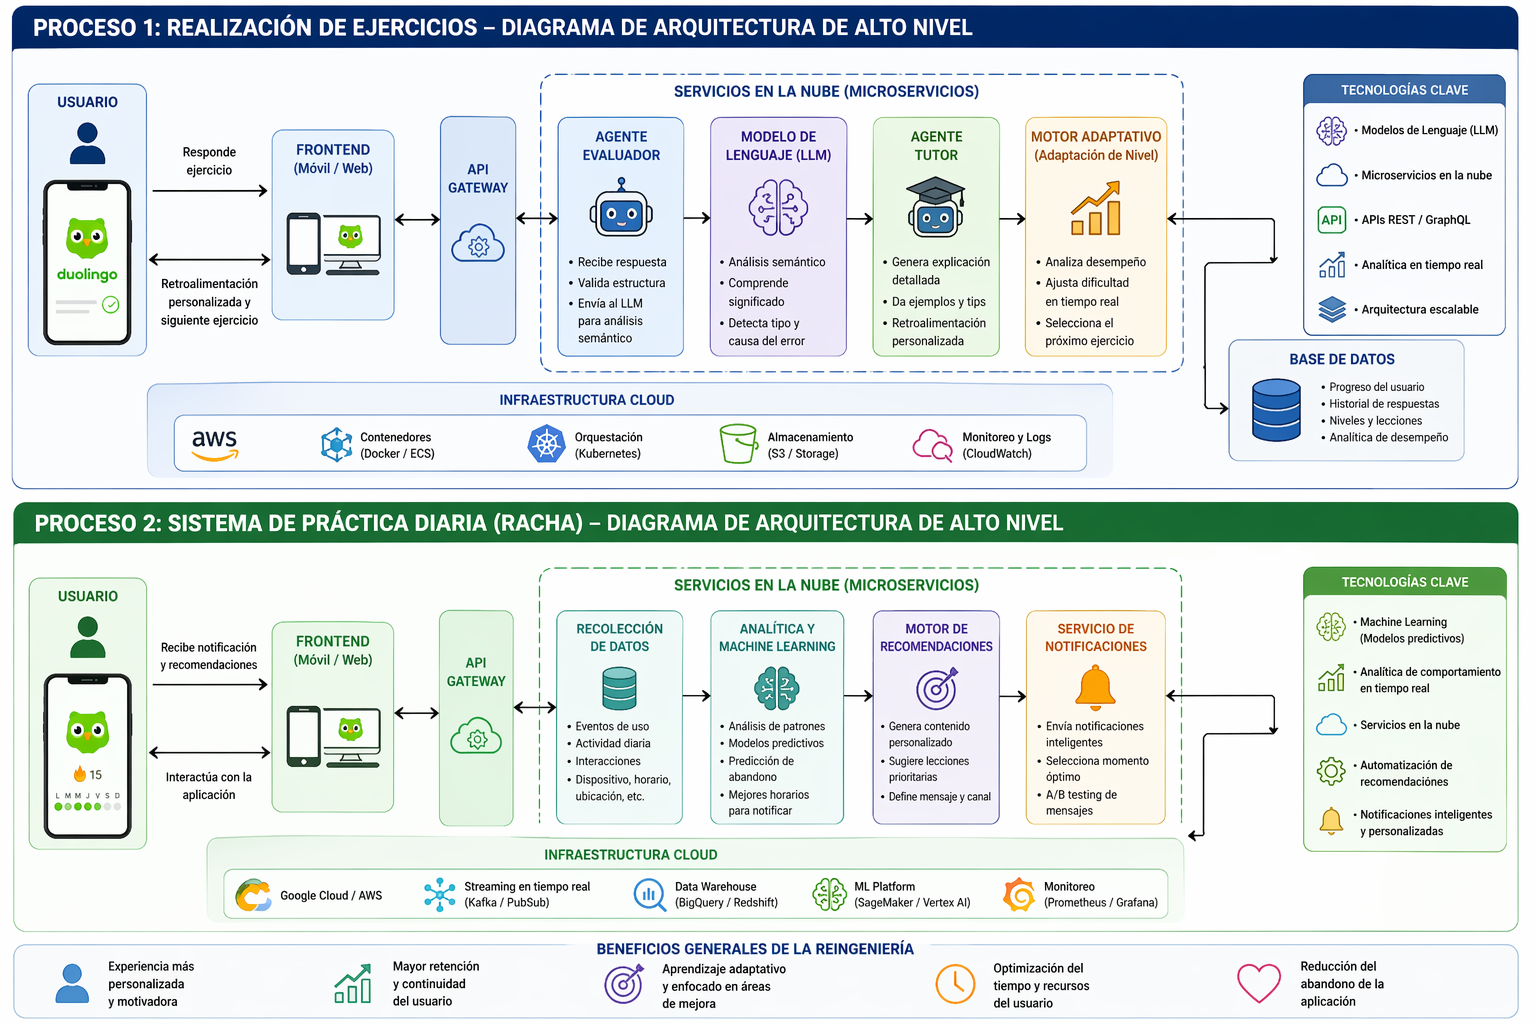 PROCESO 1: REALIZACIÓN DE EJERCICIOS – DIAGRAMA DE ARQUITECTURA DE ALTO NIVEL
USUARIO
duolingo
Responde
ejercicio
Retroalimentación
personalizada y
siguiente ejercicio
FRONTEND
(Móvil / Web)
API
GATEWAY
SERVICIOS EN LA NUBE (MICROSERVICIOS)
AGENTE
EVALUADOR
• Recibe respuesta
• Valida estructura
• Envía al LLM
para análisis
semántico
MODELO DE
LENGUAJE (LLM)
• Análisis semántico
• Comprende
significado
• Detecta tipo y
causa del error
AGENTE
TUTOR
• Genera explicación
detallada
• Da ejemplos y tips
• Retroalimentación
personalizada
MOTOR ADAPTATIVO
(Adaptación de Nivel)
• Analiza desempeño
• Ajusta dificultad
en tiempo real
• Selecciona el
próximo ejercicio
TECNOLOGÍAS CLAVE
• Modelos de Lenguaje (LLM)
• Microservicios en la nube
API
• APIs REST / GraphQL
• Analítica en tiempo real
• Arquitectura escalable
BASE DE DATOS
• Progreso del usuario
• Historial de respuestas
• Niveles y lecciones
• Analítica de desempeño
INFRAESTRUCTURA CLOUD
aws
Contenedores
(Docker / ECS)
Orquestación
(Kubernetes)
Almacenamiento
(S3 / Storage)
Monitoreo y Logs
(CloudWatch)
PROCESO 2: SISTEMA DE PRÁCTICA DIARIA (RACHA) – DIAGRAMA DE ARQUITECTURA DE ALTO NIVEL
USUARIO
15
L M M J V S D
Recibe notificación
y recomendaciones
Interactúa con la
aplicación
FRONTEND
(Móvil / Web)
API
GATEWAY
SERVICIOS EN LA NUBE (MICROSERVICIOS)
RECOLECCIÓN
DE DATOS
• Eventos de uso
• Actividad diaria
• Interacciones
• Dispositivo, horario,
ubicación, etc.
ANALÍTICA Y
MACHINE LEARNING
• Análisis de patrones
• Modelos predictivos
• Predicción de
abandono
• Mejores horarios
para notificar
MOTOR DE
RECOMENDACIONES
• Genera contenido
personalizado
• Sugiere lecciones
prioritarias
• Define mensaje y canal
SERVICIO DE
NOTIFICACIONES
• Envía notificaciones
inteligentes
• Selecciona momento
óptimo
• A/B testing de
mensajes
TECNOLOGÍAS CLAVE
• Machine Learning
(Modelos predictivos)
• Analítica de comportamiento
en tiempo real
• Servicios en la nube
• Automatización de
recomendaciónes
• Notificaciones inteligentes
y personalizadas
INFRAESTRUCTURA CLOUD
Google Cloud / AWS
Streaming en tiempo real
(Kafka / PubSub)
Data Warehouse
(BigQuery / Redshift)
ML Platform
(SageMaker / Vertex AI)
Monitoreo
(Prometheus / Grafana)
BENEFICIOS GENERALES DE LA REINGENIERÍA
Experiencia más
personalizada
y motivadora
Mayor retención
y continuidad
del usuario
Aprendizaje adaptativo
y enfocado en áreas
de mejora
Optimización del
tiempo y recursos
del usuario
Reducción del
abandono de la
aplicación